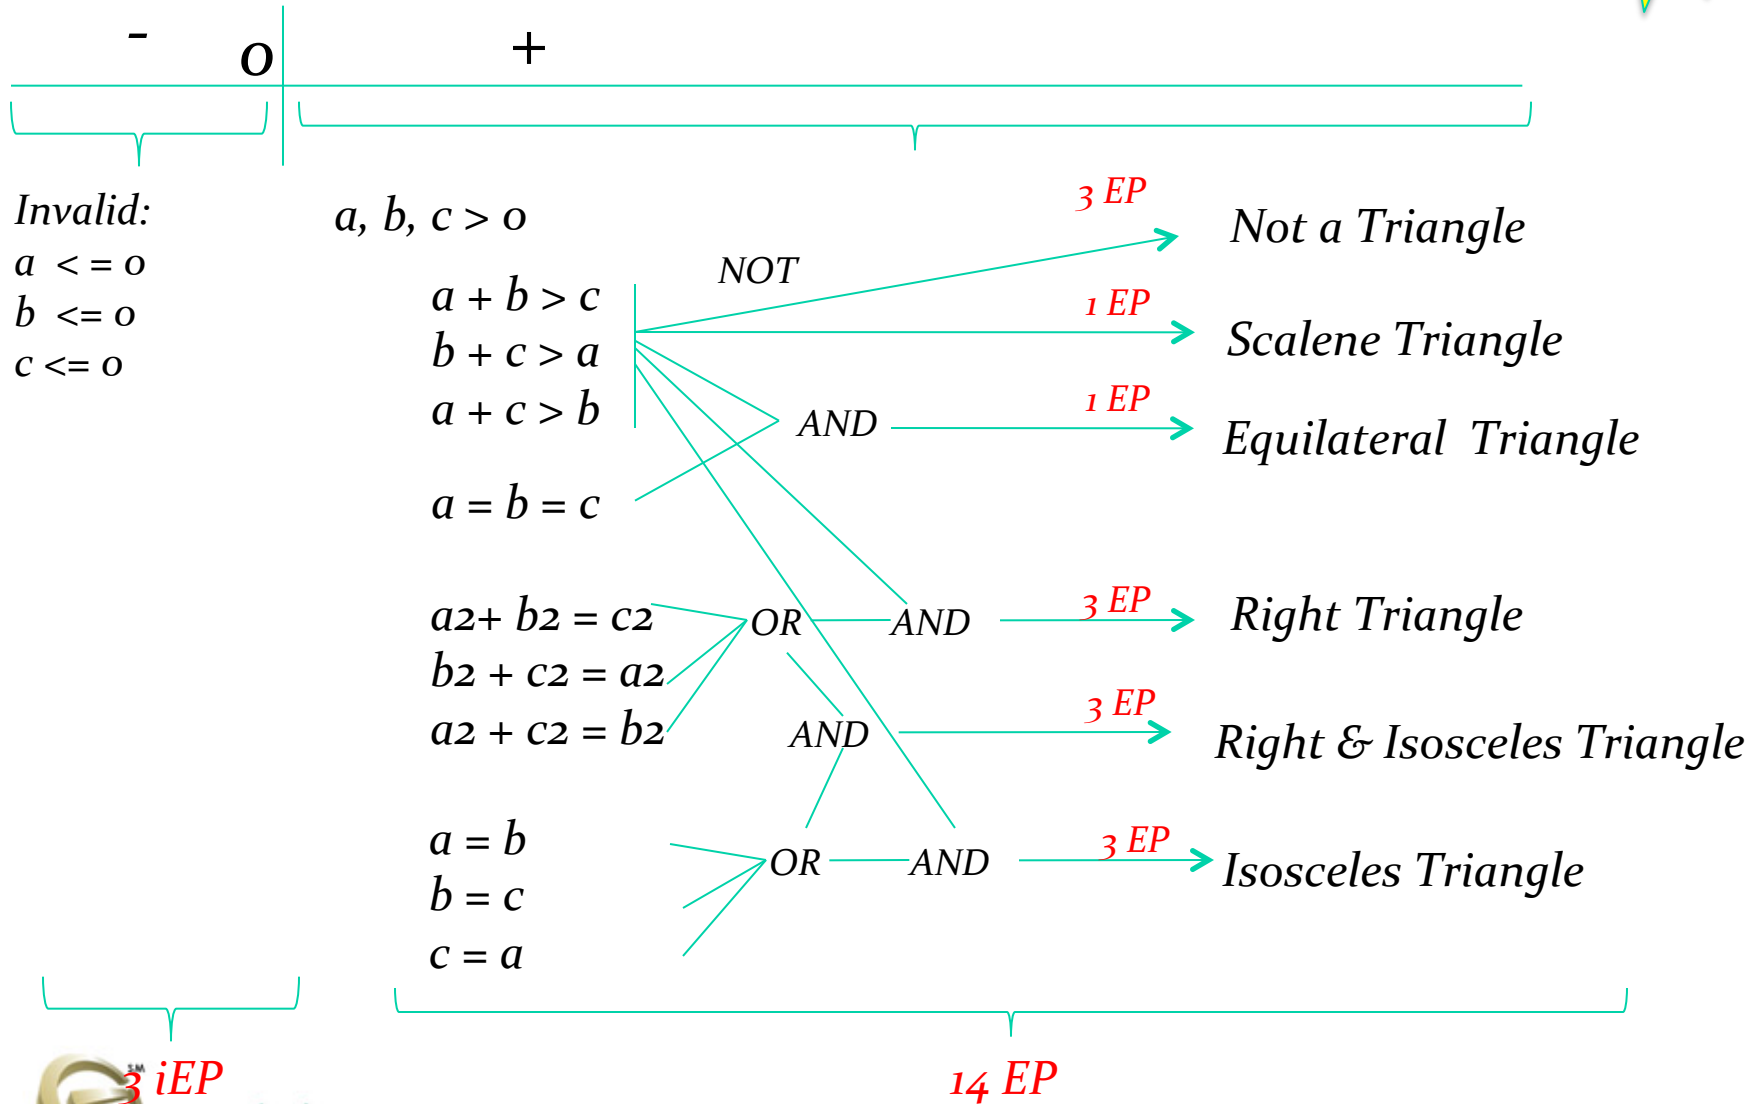 - 0 +
Invalid:
a < = 0
b <= 0
c <= 0
a, b, c > 0
a + b > c
b + c > a
a + c > b
a = b = c
a2+ b2 = c2
b2 + c2 = a2
a2 + c2 = b2
a = b
b = c
c = a
NOT
AND
OR AND
AND
OR AND
3 EP
Not a Triangle
1 EP
Scalene Triangle
1 EP
Equilateral Triangle
3 EP
Right Triangle
3 EP
Right & Isosceles Triangle
3 EP
Isosceles Triangle
SM
3 iEP
14 EP